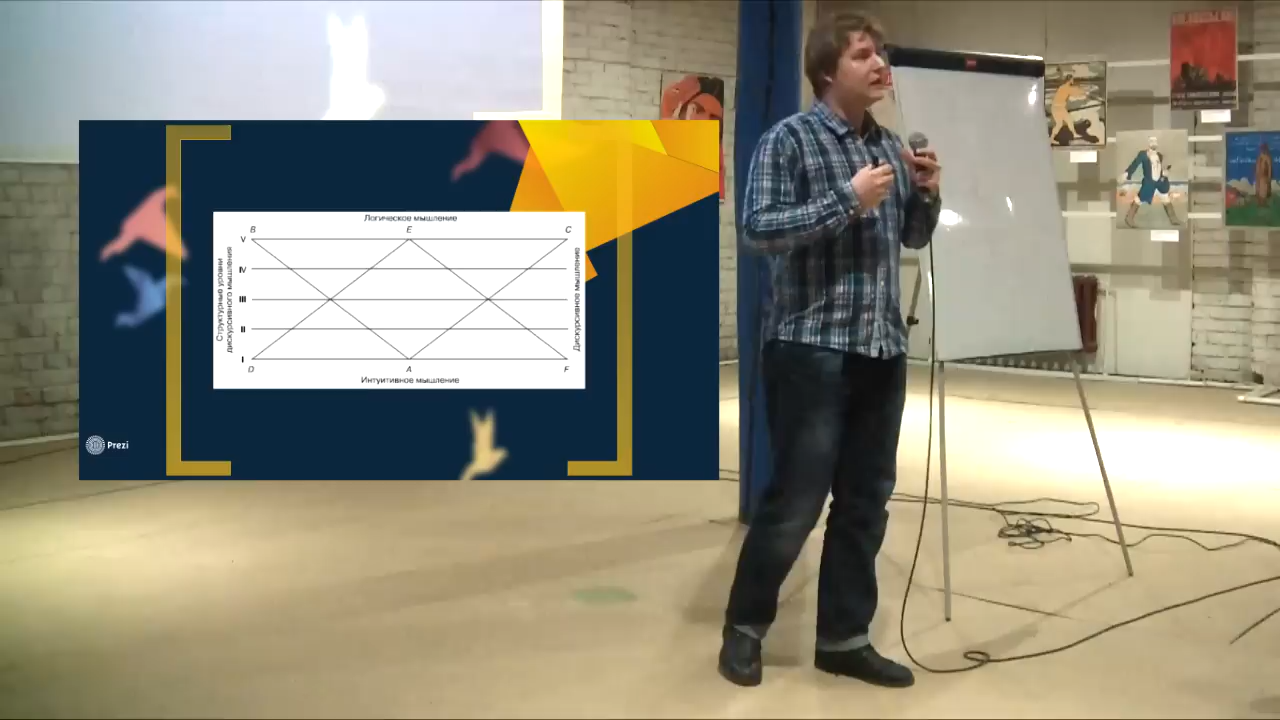 Логическое мышление
B E C
V
IV
III
II
I
D A F
Интуитивное мышление
Структурные уровни
дискурсивного мышления
Дискурсивное мышление
Prezi